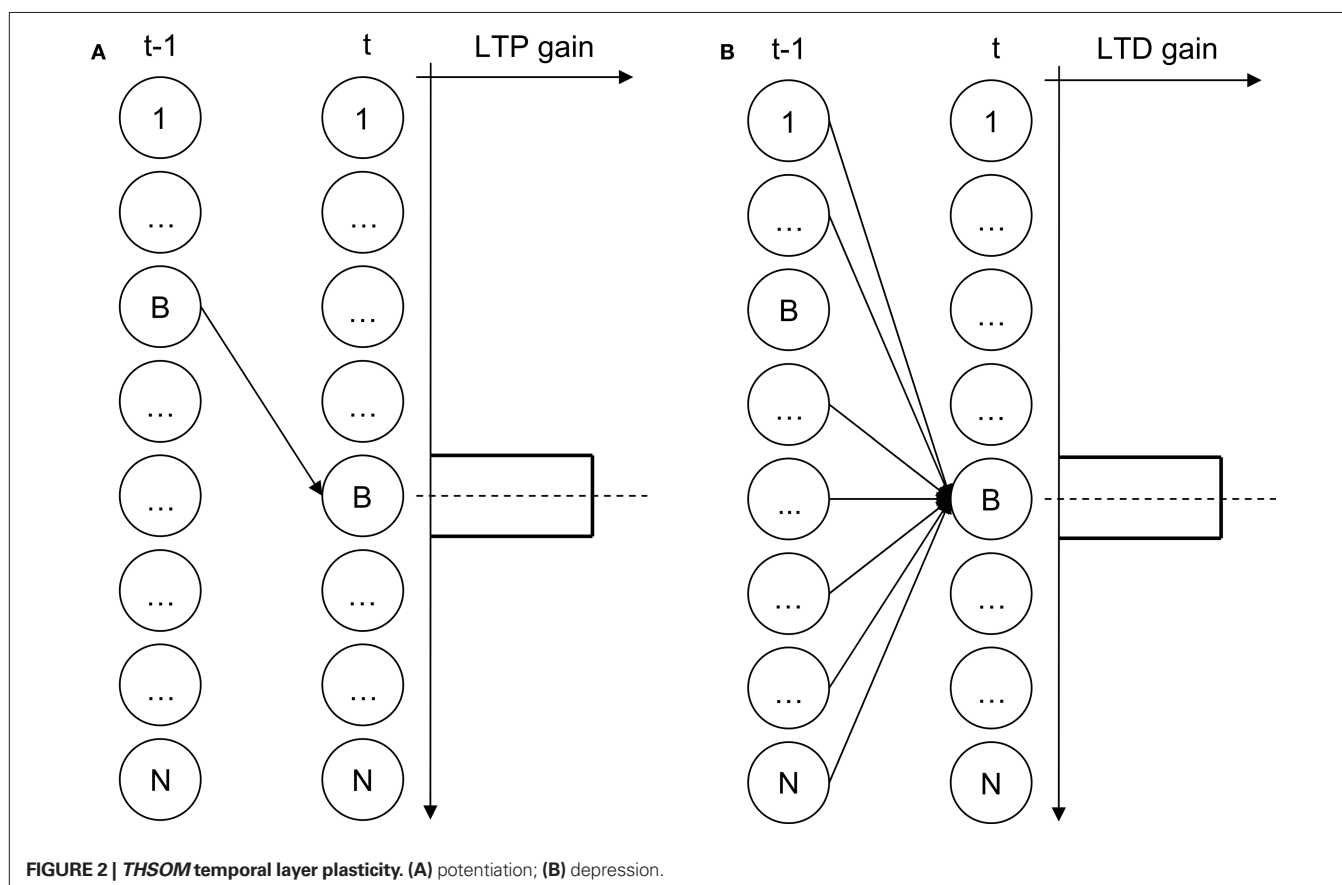 A t-1 t LTP gain
1 1
... ...
B ...
... ...
... B
... ...
... ...
N N
B t-1 t LTD gain
1 1
... ...
B ...
... ...
... B
... ...
... ...
N N
FIGURE 2 | THSOM temporal layer plasticity. (A) potentiation; (B) depression.